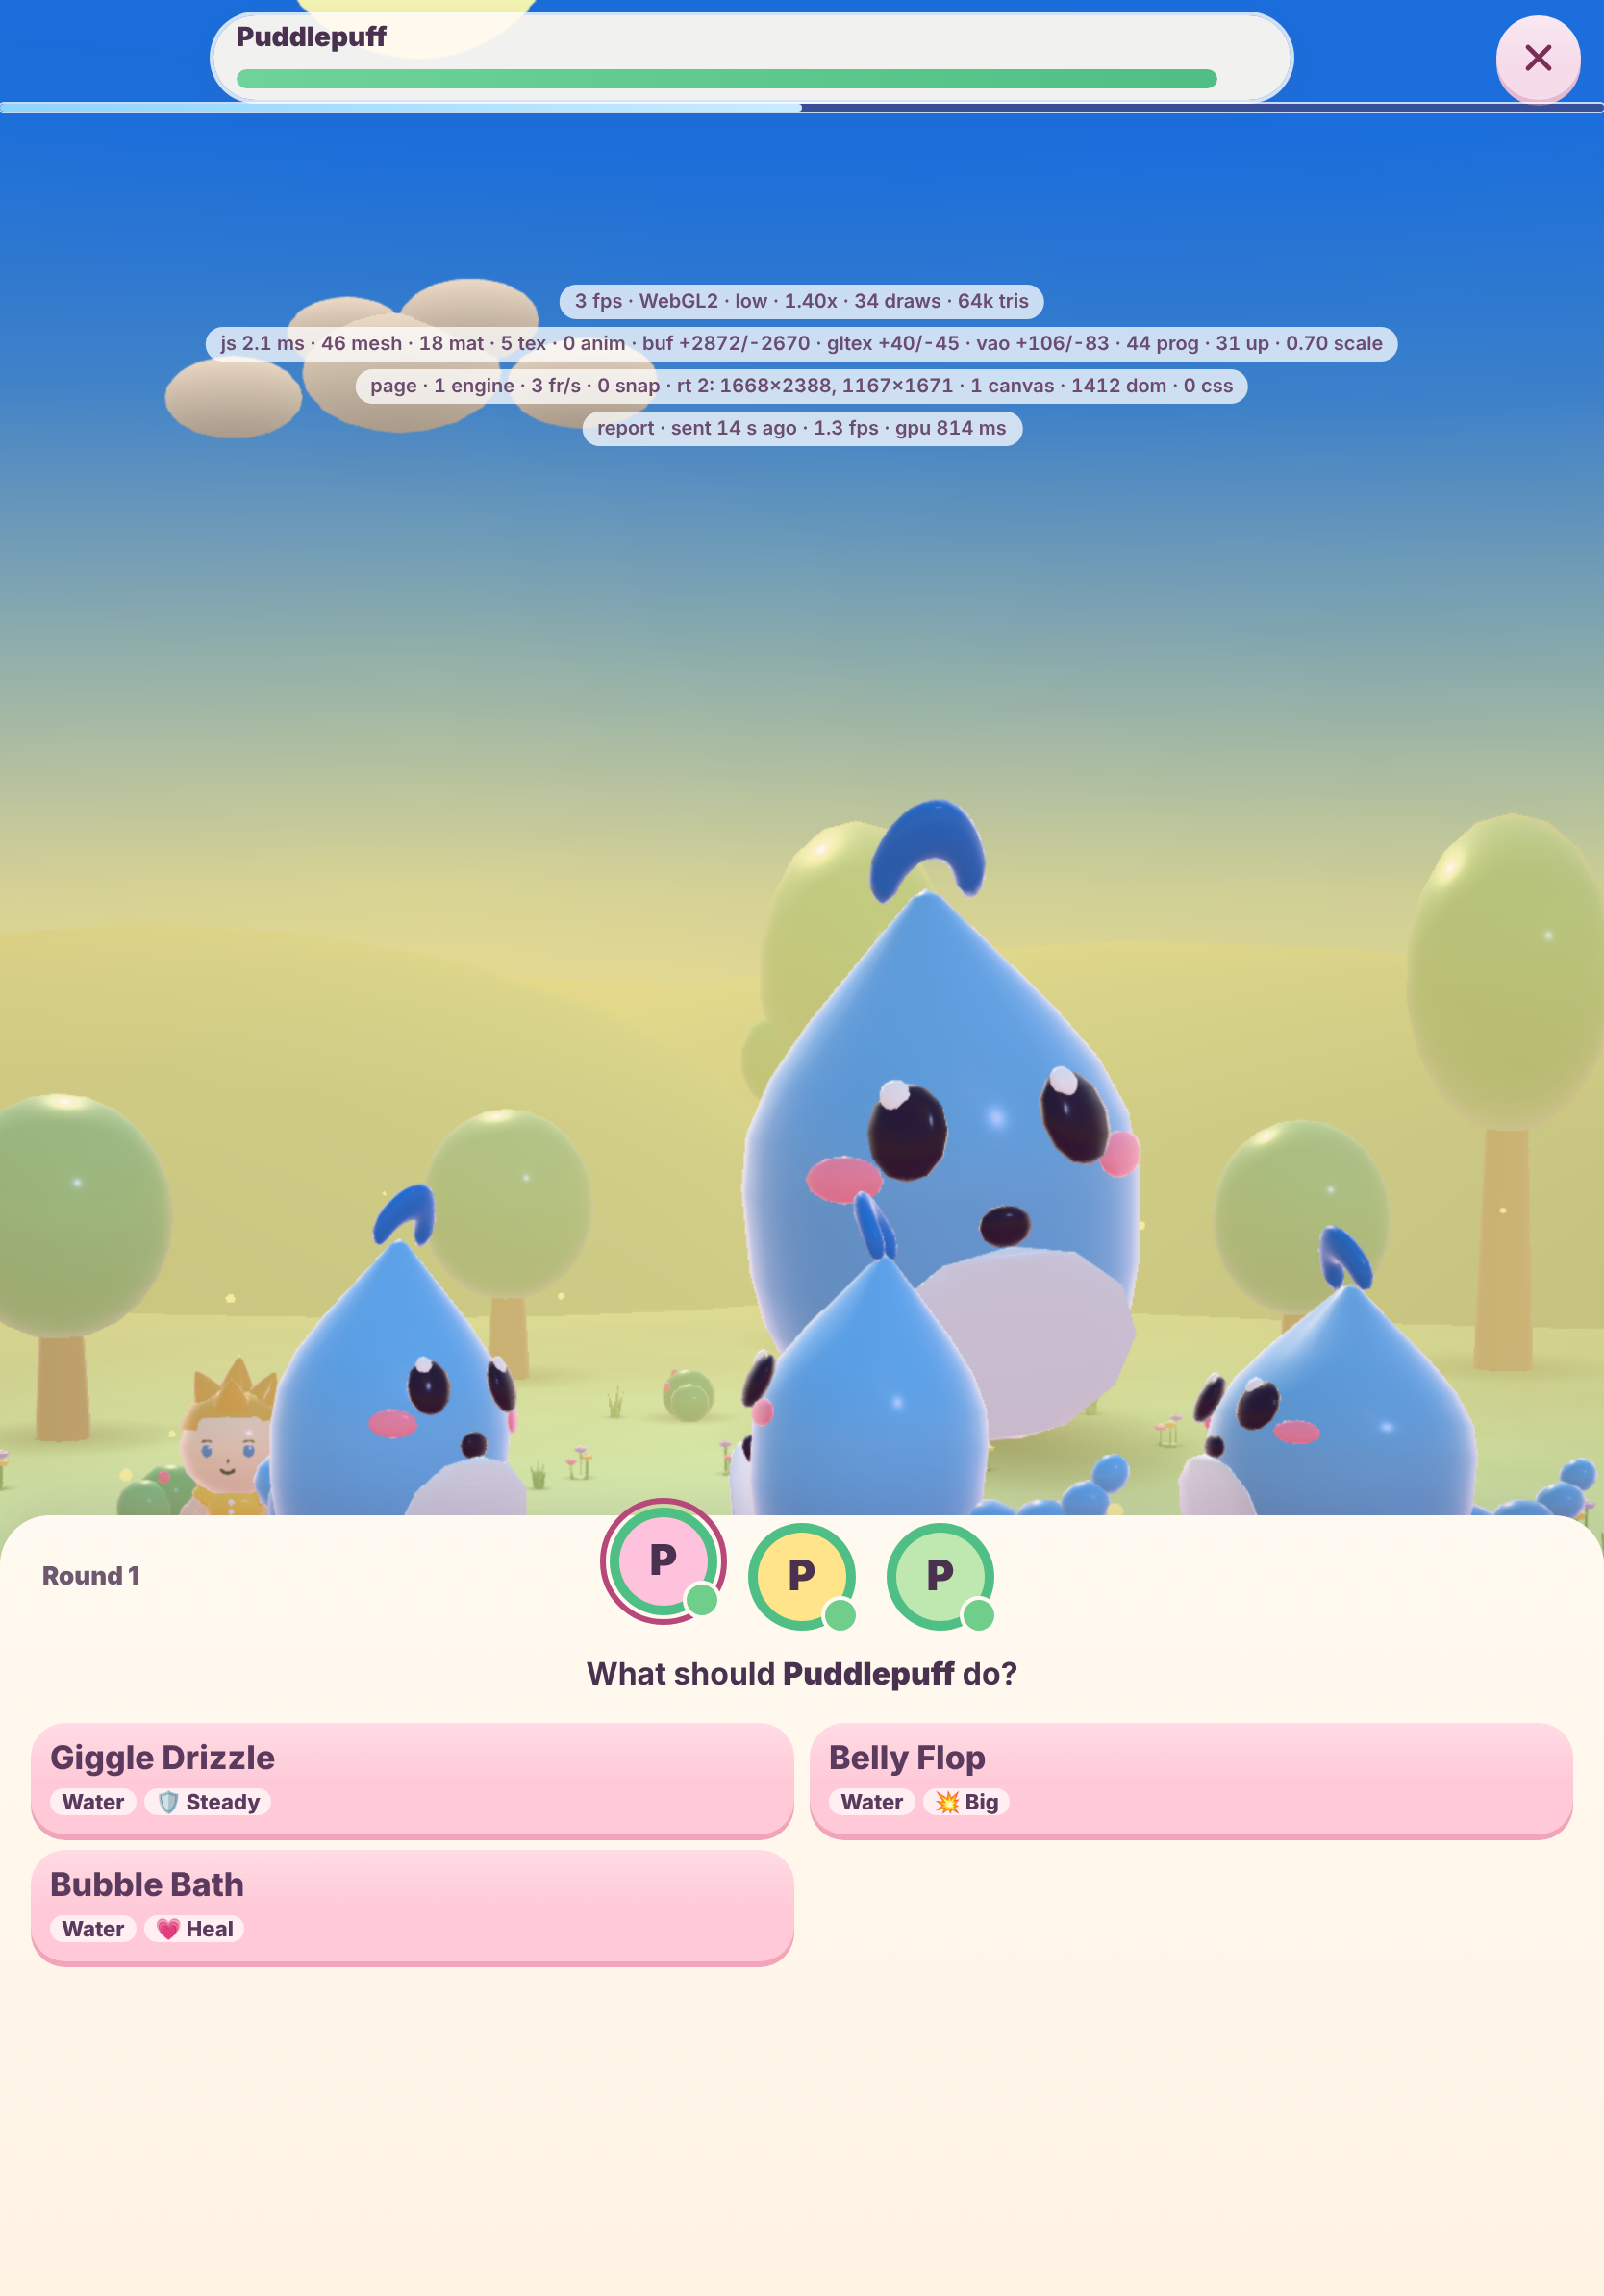 Puddlepuff
3 fps · WebGL2 · low · 1.40x · 34 draws · 64k tris
js 2.1 ms · 46 mesh · 18 mat · 5 tex · 0 anim · buf +2872/-2670 · gltex +40/-45 · vao +106/-83 · 44 prog · 31 up · 0.70 scale
page · 1 engine · 3 fr/s · 0 snap · rt 2: 1668×2388, 1167×1671 · 1 canvas · 1412 dom · 0 css
report · sent 14 s ago · 1.3 fps · gpu 814 ms
Round 1
P P P
What should Puddlepuff do?
Giggle Drizzle
Water 🛡️ Steady
Belly Flop
Water 💥 Big
Bubble Bath
Water 💗 Heal